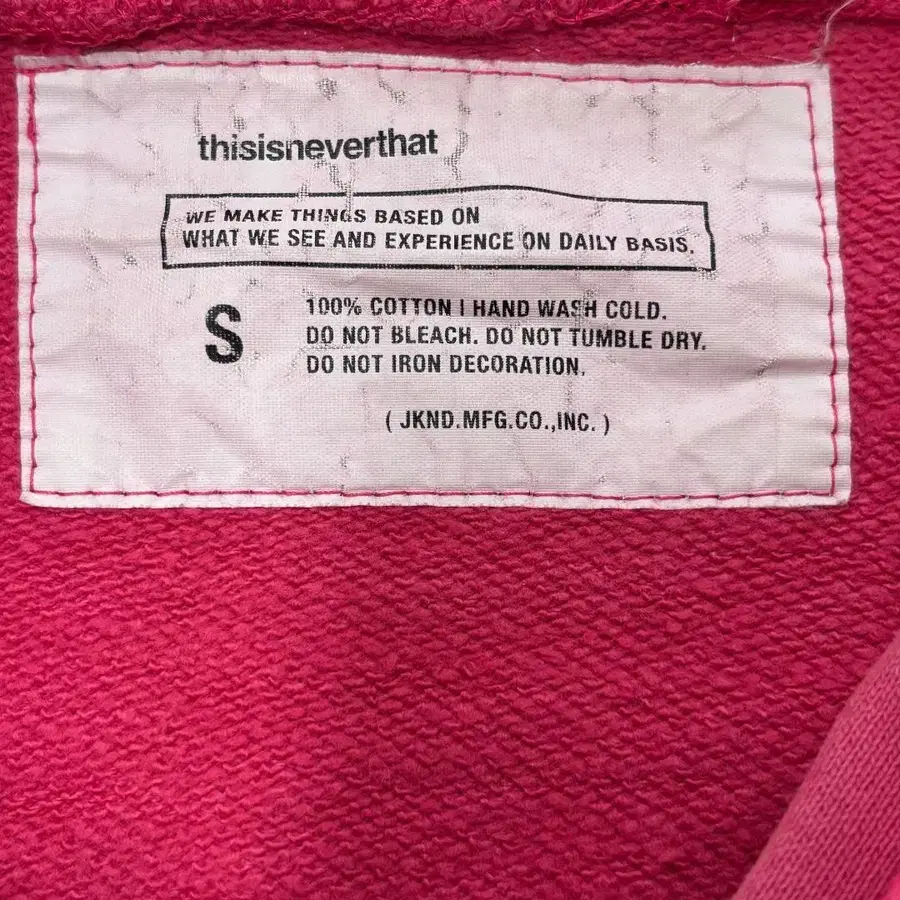 thisisneverthat
WE MAKE THINGS BASED ON
WHAT WE SEE AND EXPERIENCE ON DAILY BASIS.
S
100% COTTON | HAND WASH COLD.
DO NOT BLEACH. DO NOT TUMBLE DRY.
DO NOT IRON DECORATION.
( JKND.MFG.CO.,INC. )